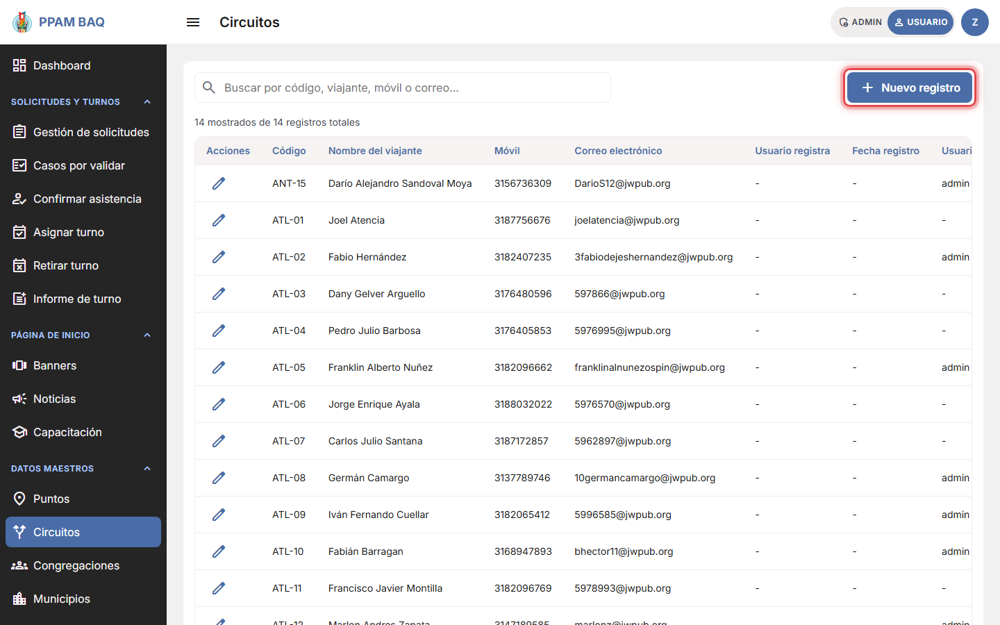 PPAM BAQ
Circuitos
ADMIN
USUARIO
Z
Dashboard
SOLICITUDES Y TURNOS
Gestión de solicitudes
Casos por validar
Confirmar asistencia
Asignar turno
Retirar turno
Informe de turno
PÁGINA DE INICIO
Banners
Noticias
Capacitación
DATOS MAESTROS
Puntos
Circuitos
Congregaciones
Municipios
Buscar por código, viajante, móvil o correo...
+ Nuevo registro
14 mostrados de 14 registros totales
Acciones Código Nombre del viajante Móvil Correo electrónico Usuario registra Fecha registro Usuari
ANT-15 Darío Alejandro Sandoval Moya 3156736309 DarioS12@jwpub.org - - admin
ATL-01 Joel Atencia 3187756676 joelatencia@jwpub.org - - -
ATL-02 Fabio Hernández 3182407235 3fabiodejeshernandez@jwpub.org - - admin
ATL-03 Dany Gelver Arguello 3176480596 597866@jwpub.org - - -
ATL-04 Pedro Julio Barbosa 3176405853 5976995@jwpub.org - - -
ATL-05 Franklin Alberto Nuñez 3182096662 franklinalnunezospin@jwpub.org - - admin
ATL-06 Jorge Enrique Ayala 3188032022 5976570@jwpub.org - - -
ATL-07 Carlos Julio Santana 3187172857 5962897@jwpub.org - - -
ATL-08 Germán Camargo 3137789746 10germancamargo@jwpub.org - - admin
ATL-09 Iván Fernando Cuellar 3182065412 5996585@jwpub.org - - admin
ATL-10 Fabián Barragan 3168947893 bhector11@jwpub.org - - admin
ATL-11 Francisco Javier Montilla 3182096769 5978993@jwpub.org - - -
ATL-12 Marlon Andres Zapata 3147189585 marlonz@jwpub.org - - admin